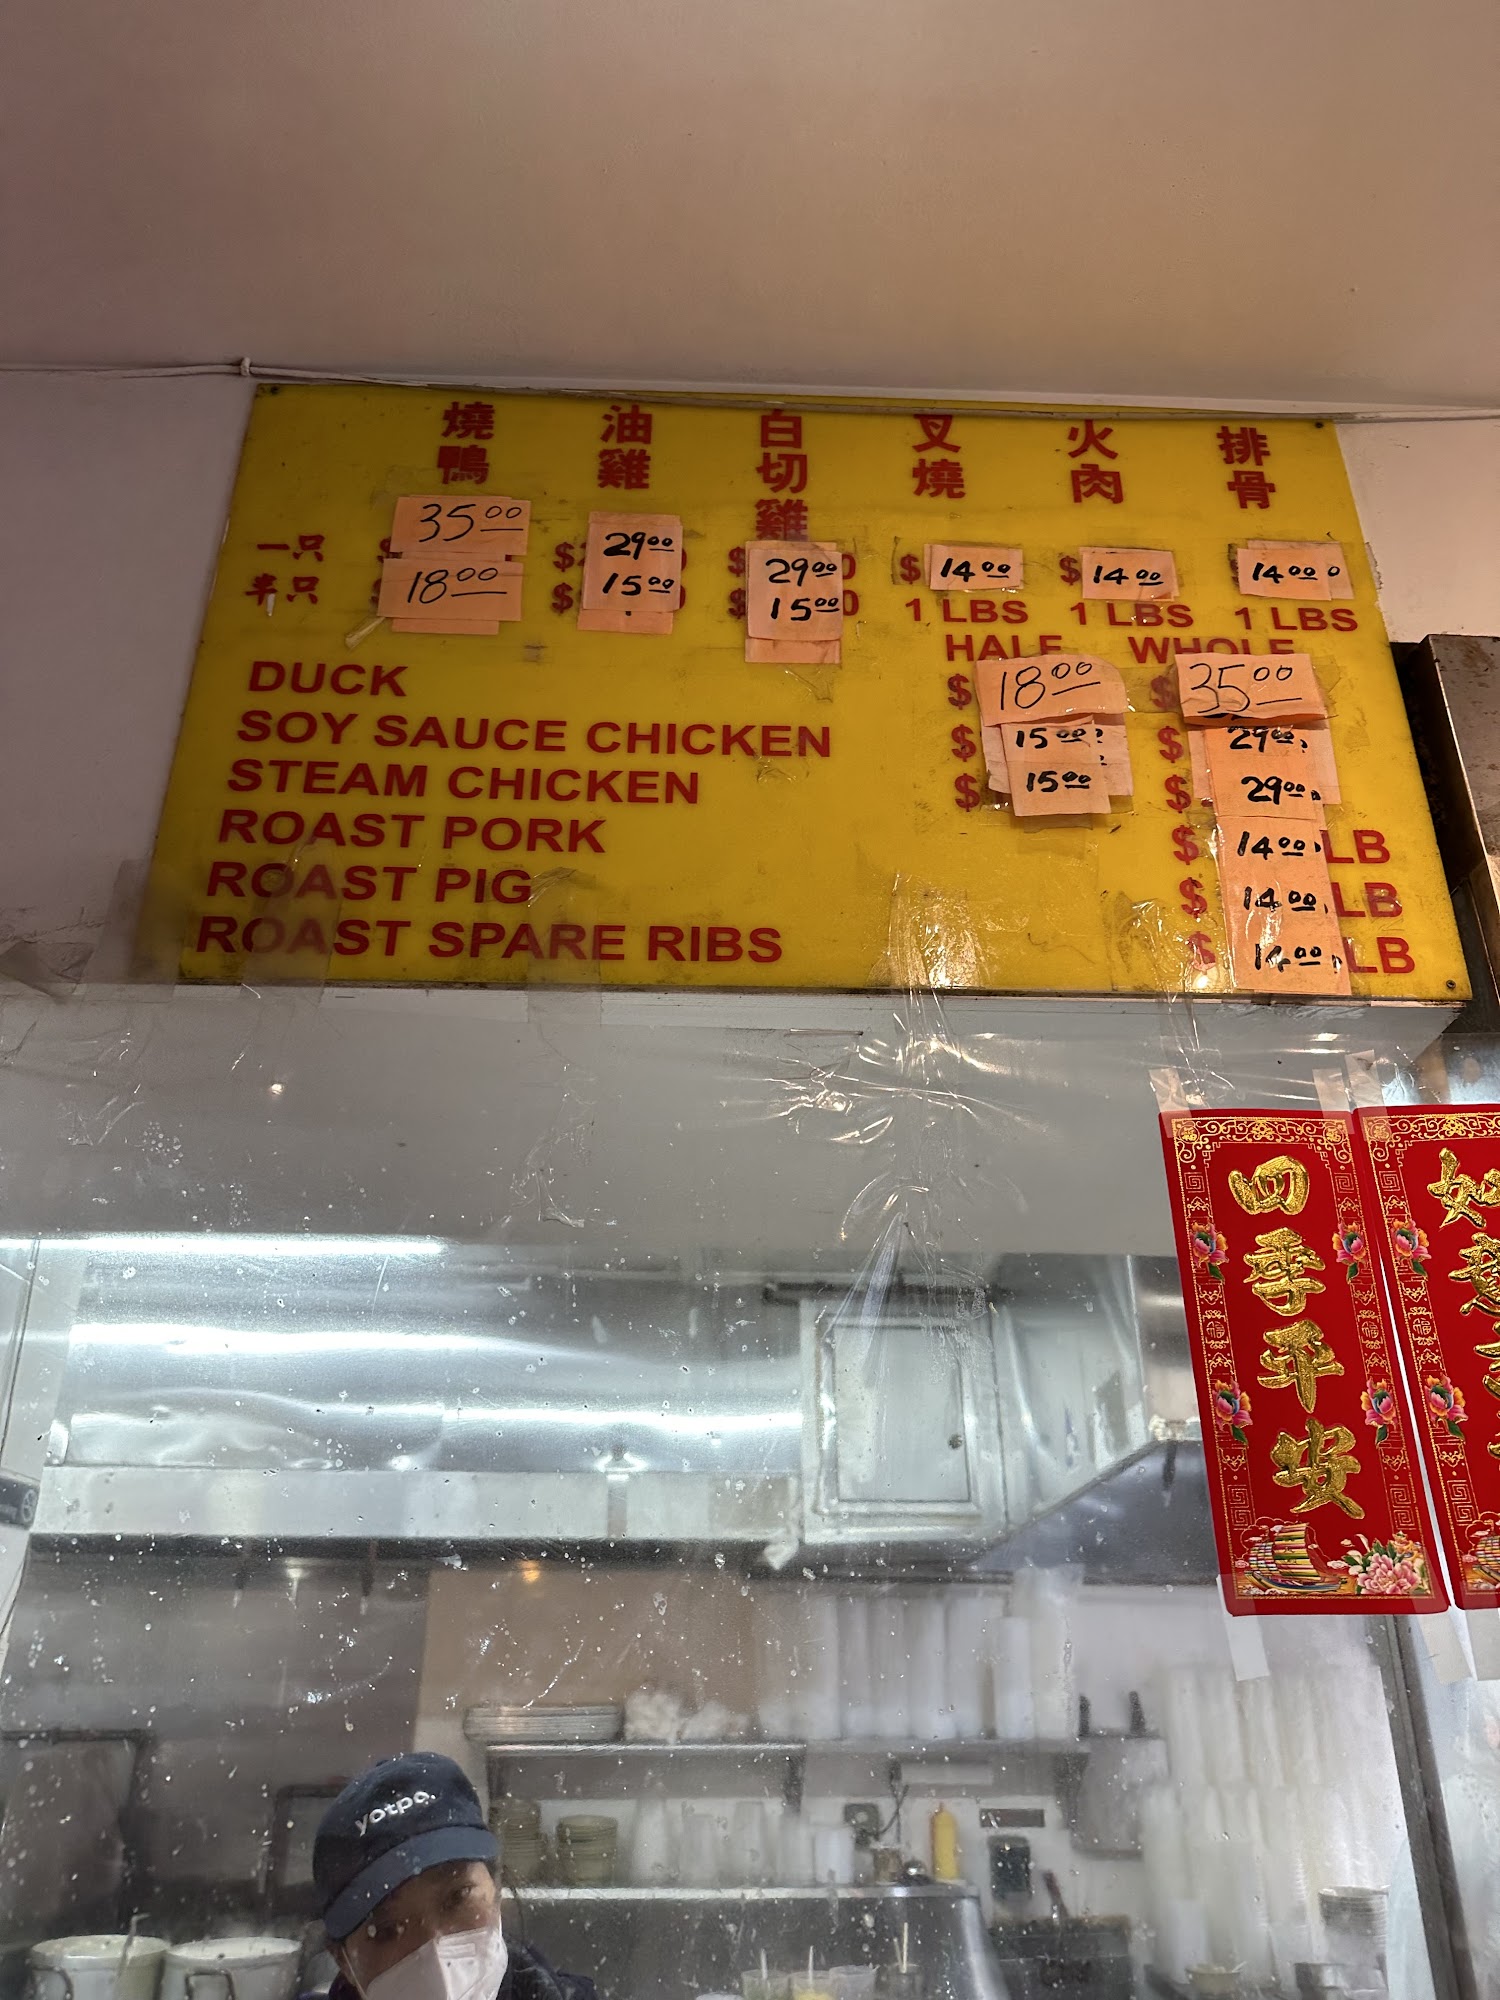 燒鴨 油雞 白切雞 叉燒 火肉 排骨
一只 35.00 $ 29.00 $ 29.00 $ 14.00 $ 14.00 14.00
半只 18.00 $ 15.00 $ 15.00 1 LBS 1 LBS 1 LBS
HALF WHOLE
DUCK $ 18.00 $ 35.00
SOY SAUCE CHICKEN $ 15.00 $ 29.00
STEAM CHICKEN $ 15.00 $ 29.00
ROAST PORK $ 14.00 LB
ROAST PIG $ 14.00 LB
ROAST SPARE RIBS $ 14.00 LB
四季平安
如意
yotpo.